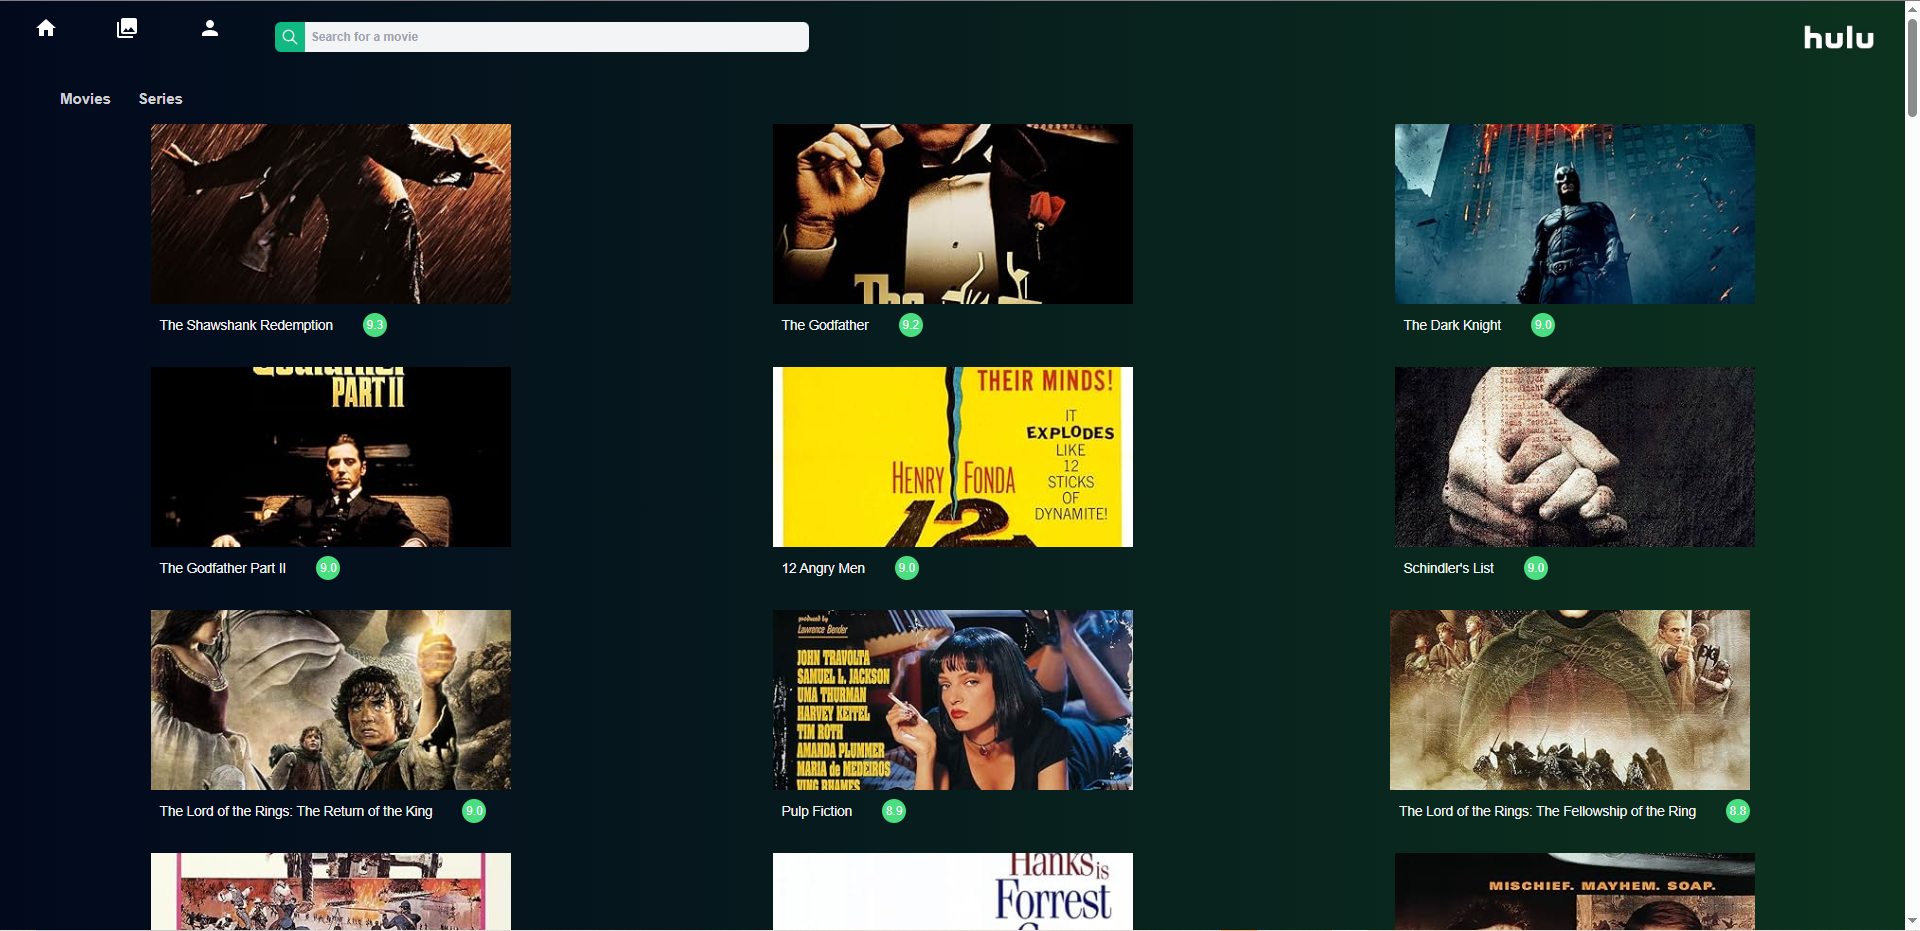 Search for a movie
hulu
Movies Series
The
The Shawshank Redemption 9.3
The Godfather 9.2
The Dark Knight 9.0
PART II
THEIR MINDS!
IT
EXPLODES
LIKE
12
STICKS
OF
DYNAMITE!
HENRY FONDA
12
The Godfather Part II 9.0
12 Angry Men 9.0
Schindler's List 9.0
produced by
Lawrence Bender
JOHN TRAVOLTA
SAMUEL L. JACKSON
UMA THURMAN
HARVEY KEITEL
TIM ROTH
AMANDA PLUMMER
MARIA de MEDEIROS
VING RHAMES
The Lord of the Rings: The Return of the King 9.0
Pulp Fiction 8.9
The Lord of the Rings: The Fellowship of the Ring 8.8
Hanks is
Forrest
MISCHIEF. MAYHEM. SOAP.